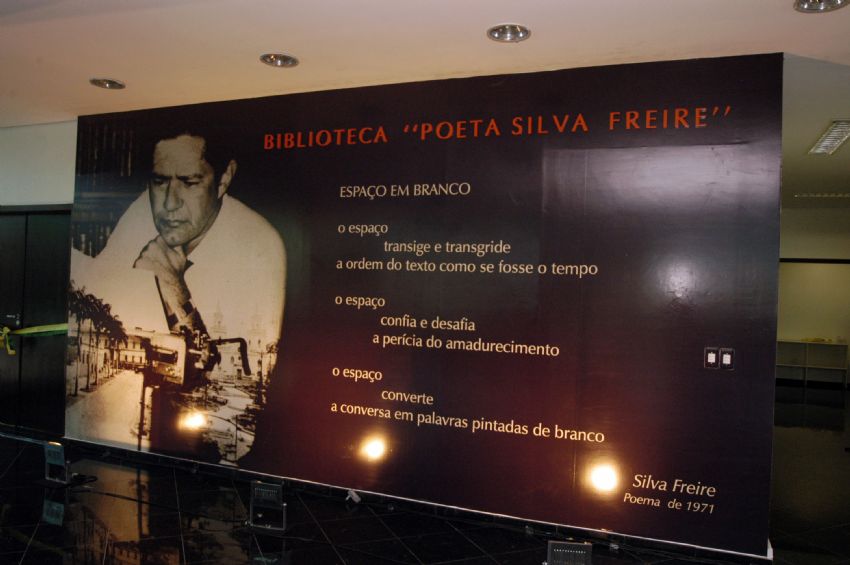 BIBLIOTECA "POETA SILVA FREIRE"
ESPAÇO EM BRANCO
o espaço
transige e transgride
a ordem do texto como se fosse o tempo
o espaço
confia e desafia
a perícia do amadurecimento
o espaço
converte
a conversa em palavras pintadas de branco
Silva Freire
Poema de 1971